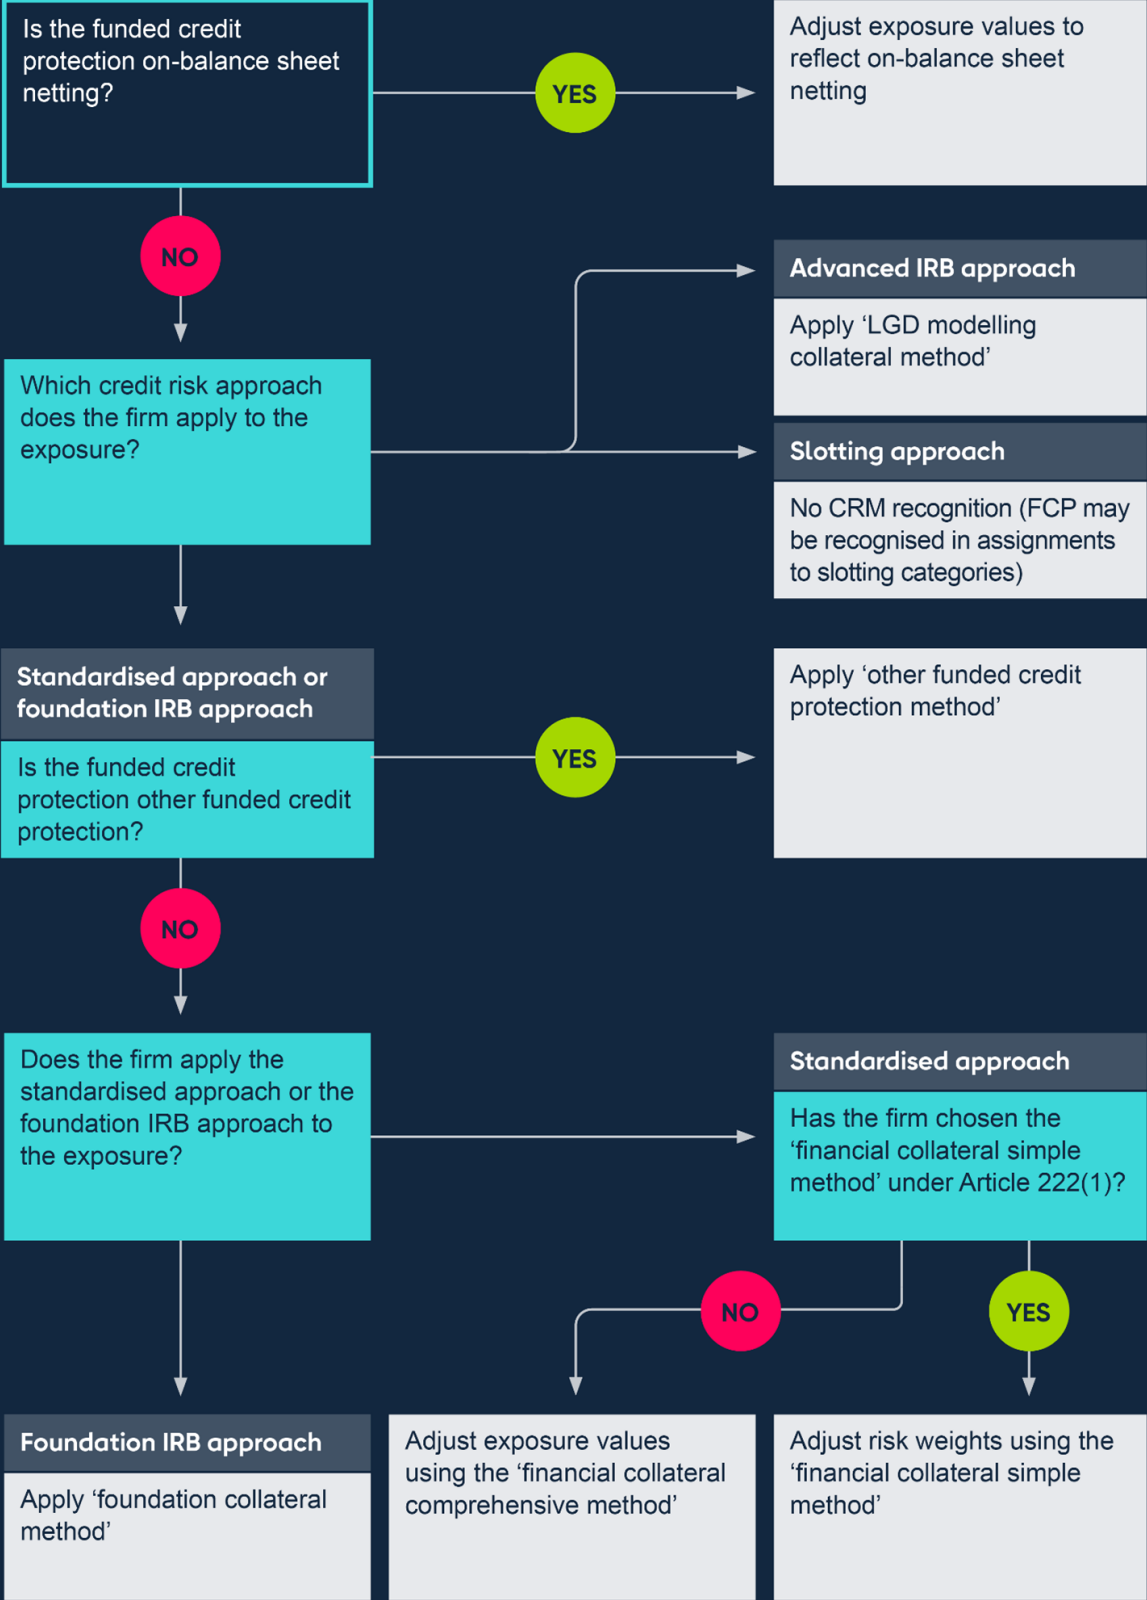 Is the funded credit
protection on-balance sheet
netting?
YES
Adjust exposure values to
reflect on-balance sheet
netting
NO
Advanced IRB approach
Apply ‘LGD modelling
collateral method’
Which credit risk approach
does the firm apply to the
exposure?
Slotting approach
No CRM recognition (FCP may
be recognised in assignments
to slotting categories)
Standardised approach or
foundation IRB approach
Is the funded credit
protection other funded credit
protection?
YES
Apply ‘other funded credit
protection method’
NO
Does the firm apply the
standardised approach or the
foundation IRB approach to
the exposure?
Standardised approach
Has the firm chosen the
‘financial collateral simple
method’ under Article 222(1)?
NO
YES
Foundation IRB approach
Apply ‘foundation collateral
method’
Adjust exposure values
using the ‘financial collateral
comprehensive method’
Adjust risk weights using the
‘financial collateral simple
method’